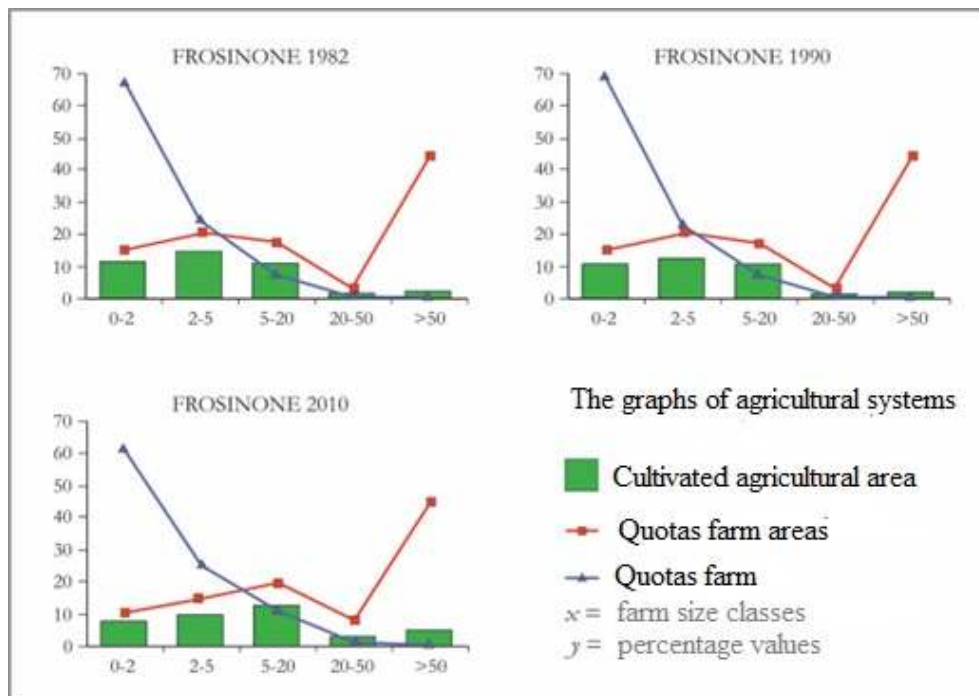 FROSINONE 1982
70
60
50
40
30
20
10
0
0-2 2-5 5-20 20-50 >50
FROSINONE 1990
70
60
50
40
30
20
10
0
0-2 2-5 5-20 20-50 >50
FROSINONE 2010
70
60
50
40
30
20
10
0
0-2 2-5 5-20 20-50 >50
The graphs of agricultural systems
Cultivated agricultural area
Quotas farm areas
Quotas farm
x = farm size classes
y = percentage values